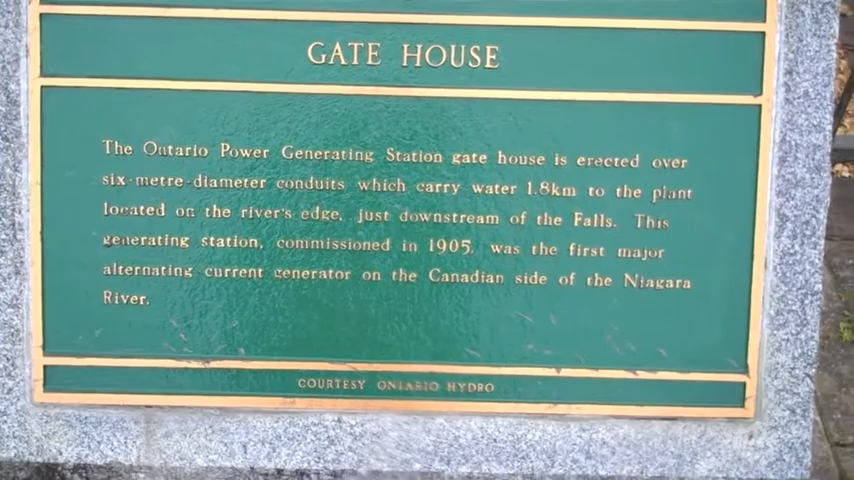 GATE HOUSE
The Ontario Power Generating Station gate house is erected over
six-metre-diameter conduits which carry water 1.8km to the plant
located on the river's edge, just downstream of the Falls. This
generating station, commissioned in 1905, was the first major
alternating current generator on the Canadian side of the Niagara
River.
COURTESY ONTARIO HYDRO